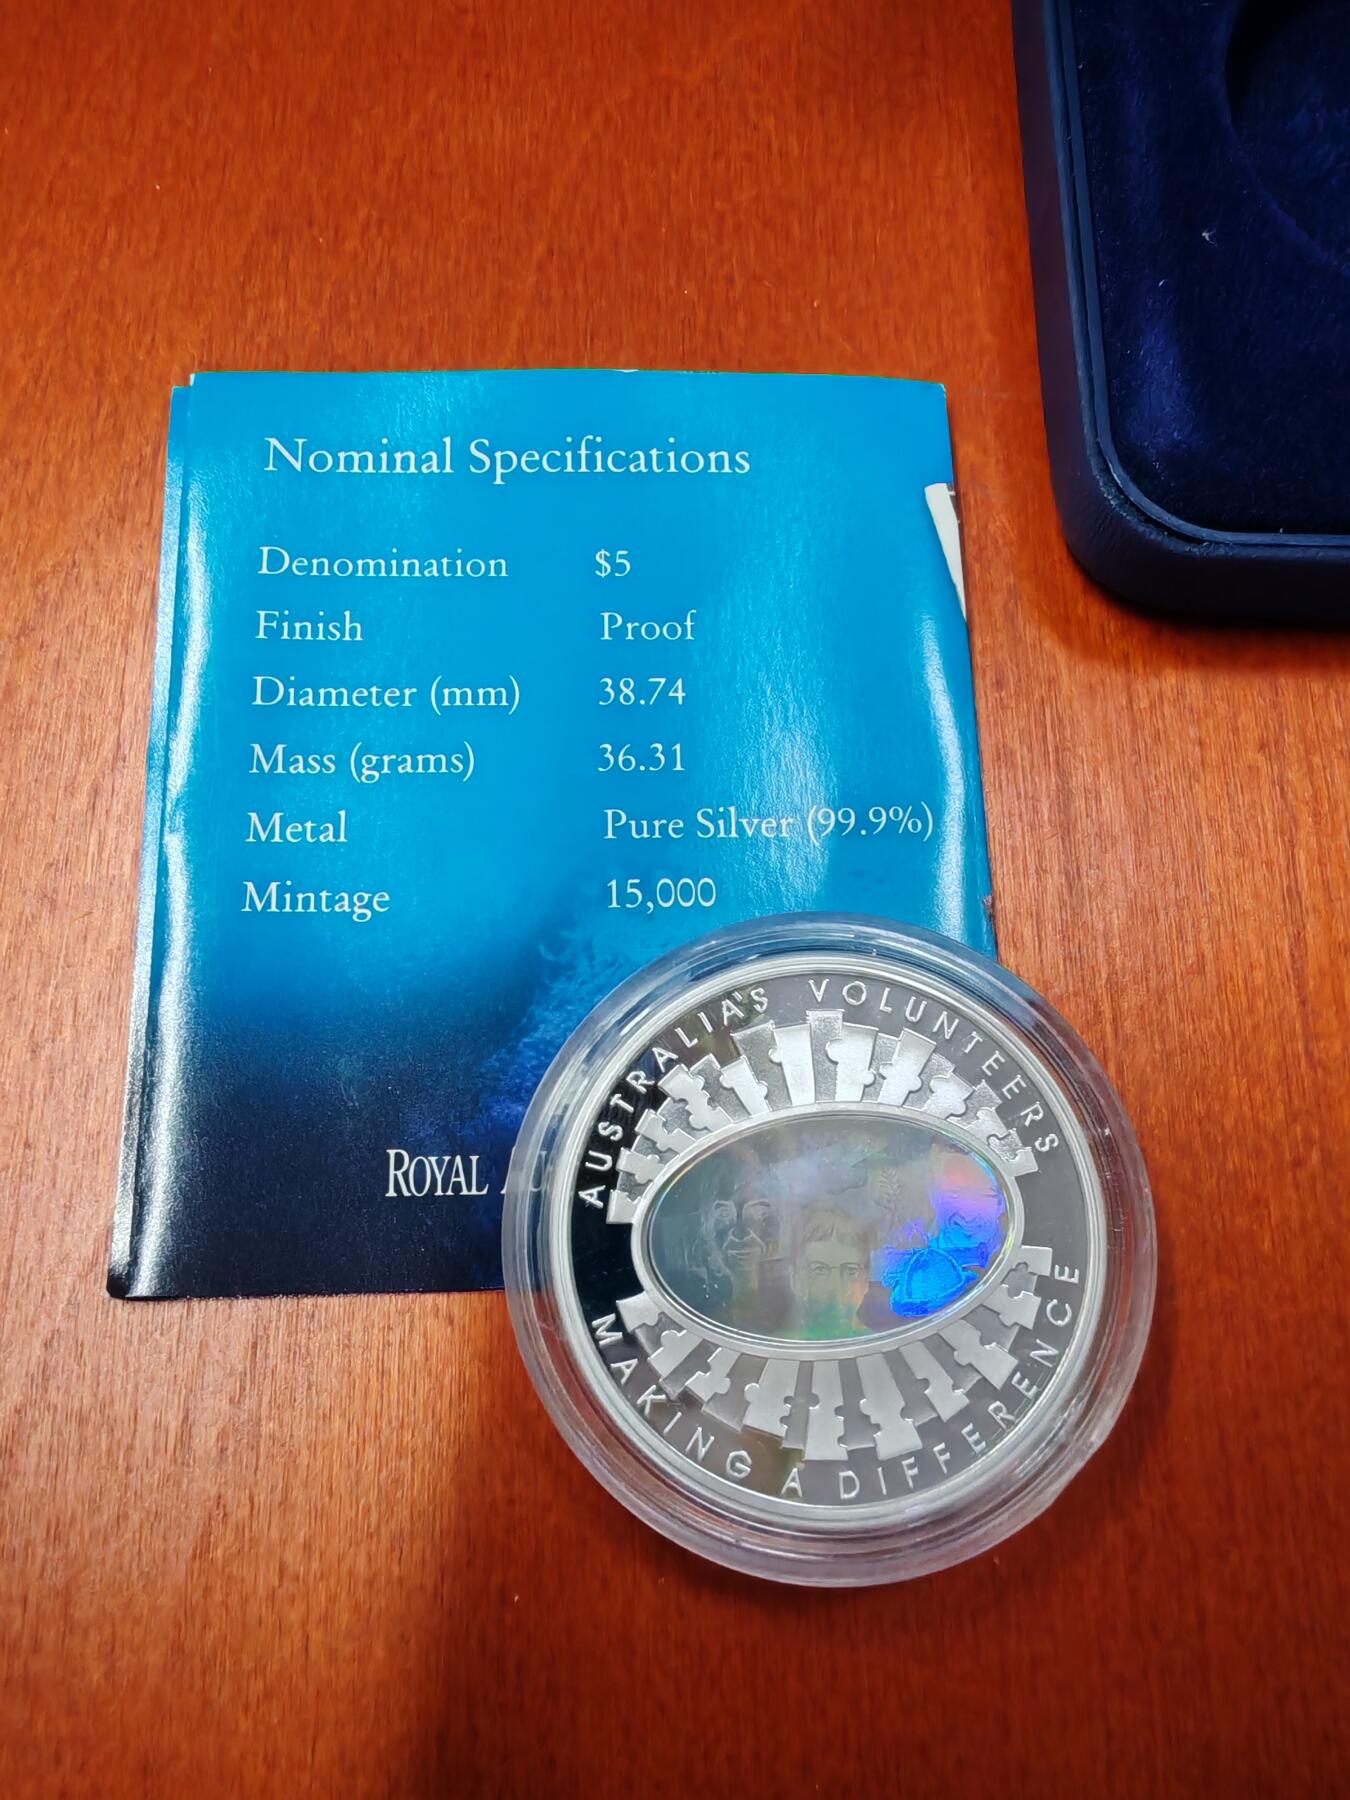 Nominal Specifications
Denomination $5
Finish Proof
Diameter (mm) 38.74
Mass (grams) 36.31
Metal Pure Silver (99.9%)
Mintage 15,000
ROYAL
AUSTRALIA'S VOLUNTEERS
MAKING A DIFFERENCE